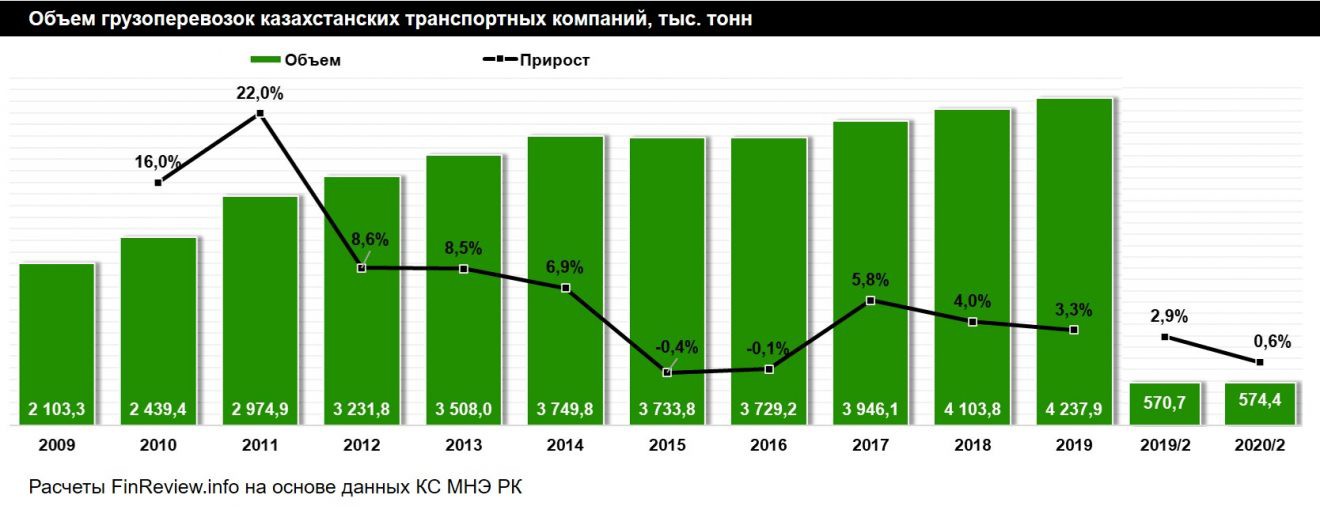 Объем грузоперевозок казахстанских транспортных компаний, тыс. тонн
Объем Прирост
16,0% 22,0% 8,6% 8,5% 6,9% -0,4% -0,1% 5,8% 4,0% 3,3% 2,9% 0,6%
2 103,3 2 439,4 2 974,9 3 231,8 3 508,0 3 749,8 3 733,8 3 729,2 3 946,1 4 103,8 4 237,9 570,7 574,4
2009 2010 2011 2012 2013 2014 2015 2016 2017 2018 2019 2019/2 2020/2
Расчеты FinReview.info на основе данных КС МНЭ РК